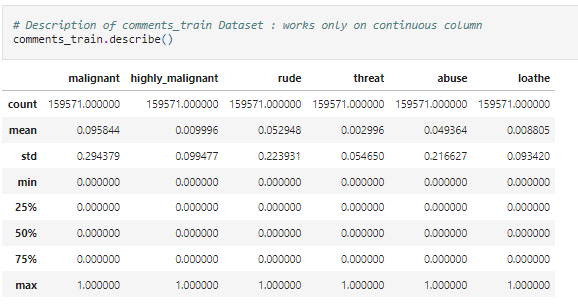 # Description of comments_train Dataset : works only on continuous column
comments_train.describe()
malignant highly_malignant rude threat abuse loathe
count 159571.000000 159571.000000 159571.000000 159571.000000 159571.000000 159571.000000
mean 0.095844 0.009996 0.052948 0.002996 0.049364 0.008805
std 0.294379 0.099477 0.223931 0.054650 0.216627 0.093420
min 0.000000 0.000000 0.000000 0.000000 0.000000 0.000000
25% 0.000000 0.000000 0.000000 0.000000 0.000000 0.000000
50% 0.000000 0.000000 0.000000 0.000000 0.000000 0.000000
75% 0.000000 0.000000 0.000000 0.000000 0.000000 0.000000
max 1.000000 1.000000 1.000000 1.000000 1.000000 1.000000